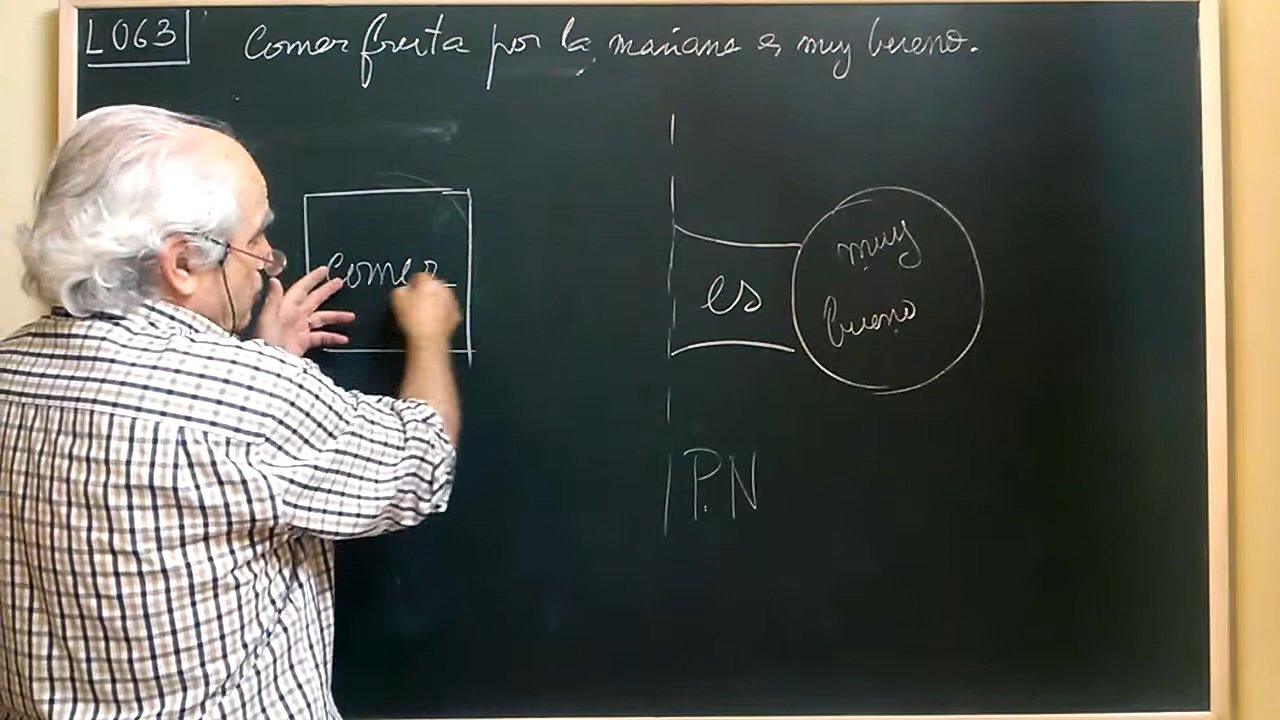 L063
Comer fruta por la mañana es muy bueno.
comer
es
muy
bueno
P.N